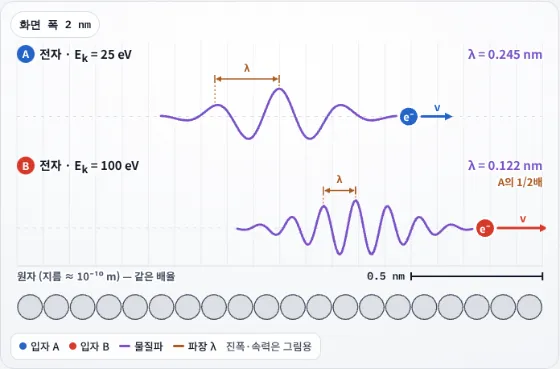 화면 폭 2 nm
A 전자 · Eₖ = 25 eV
λ = 0.245 nm
λ
e⁻
v
B 전자 · Eₖ = 100 eV
λ = 0.122 nm
A의 1/2배
λ
e⁻
v
원자 (지름 ≈ 10⁻¹⁰ m) — 같은 배율
0.5 nm
입자 A 입자 B 물질파 파장 λ 진폭·속력은 그림용